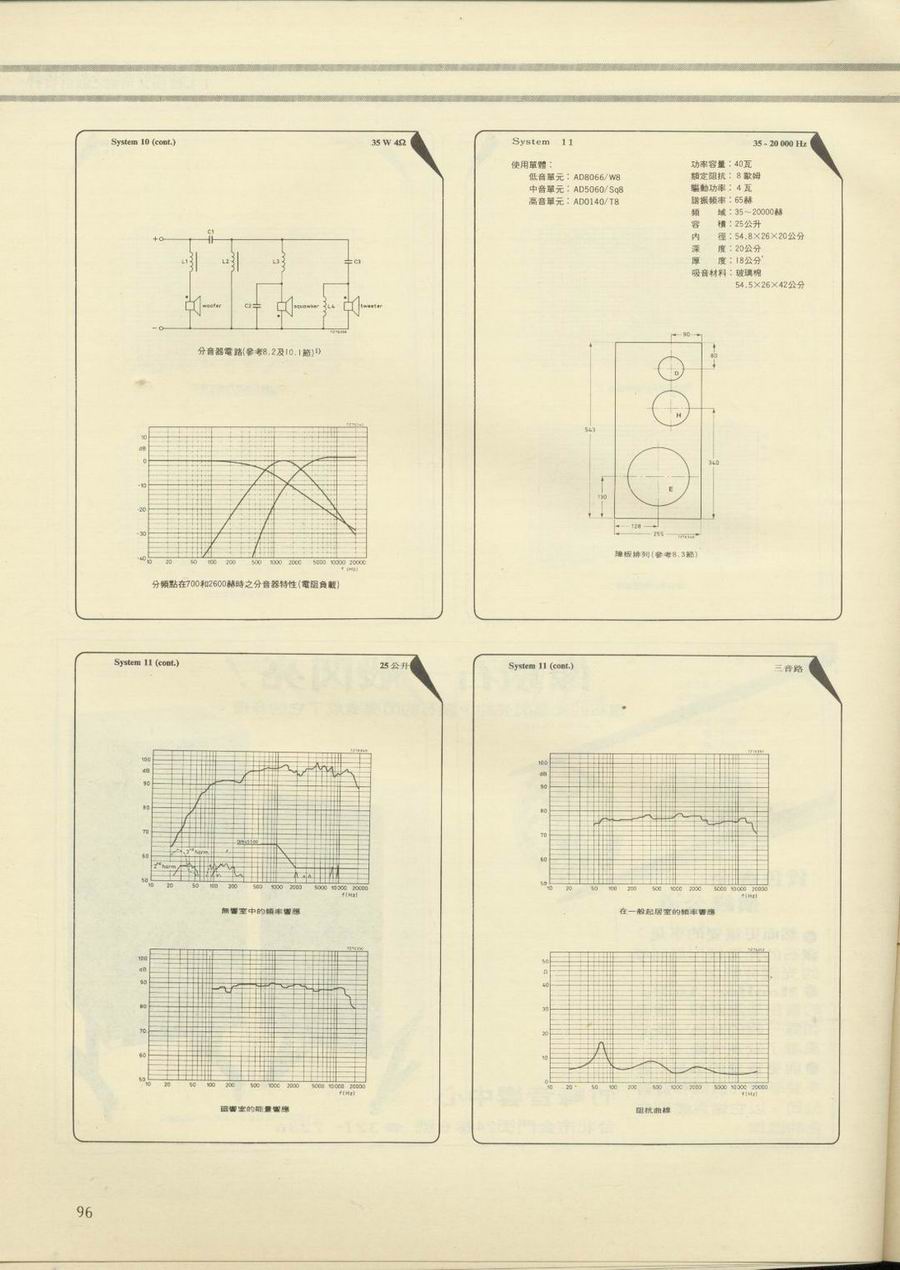 System 10 (cont.)
35 W 4Ω
C1
L1
L2
L3
C3
woofer
C2
squawker
L4
tweeter
分音器電路(參考8.2及10.1節)¹⁾
10
dB
0
-10
-20
-30
-40
10 20 50 100 200 500 1000 2000 5000 10000 20000
f (Hz)
分頻點在700和2600赫時之分音器特性(電阻負載)
System 11
35 - 20 000 Hz
使用單體：
低音單元：AD8066/W8
中音單元：AD5060/Sq8
高音單元：AD0140/T8
功率容量：40瓦
額定阻抗：8歐姆
驅動功率：4瓦
諧振頻率：65赫
頻　　域：35～20000赫
容　　積：25公升
內　　徑：54.8×26×20公分
深　　度：20公分
厚　　度：18公分
吸音材料：玻璃棉
54.5×26×42公分
90
80
D
H
543
340
E
130
128
255
障板排列(參考8.3節)
System 11 (cont.)
25 公升
100
dB
90
80
70
60
50
2nd harm.
10 20 50 100 200 500 1000 2000 5000 10000 20000
f(Hz)
無響室中的頻率響應
100
dB
90
80
70
60
50
10 20 50 100 200 500 1000 2000 5000 10000 20000
f(Hz)
迴響室的能量響應
System 11 (cont.)
三音路
100
dB
90
80
70
60
50
10 20 50 100 200 500 1000 2000 5000 10000 20000
f(Hz)
在一般起居室的頻率響應
50
Ω
40
30
20
10
0
10 20 50 100 200 500 1000 2000 5000 10000 20000
f(Hz)
阻抗曲線
96